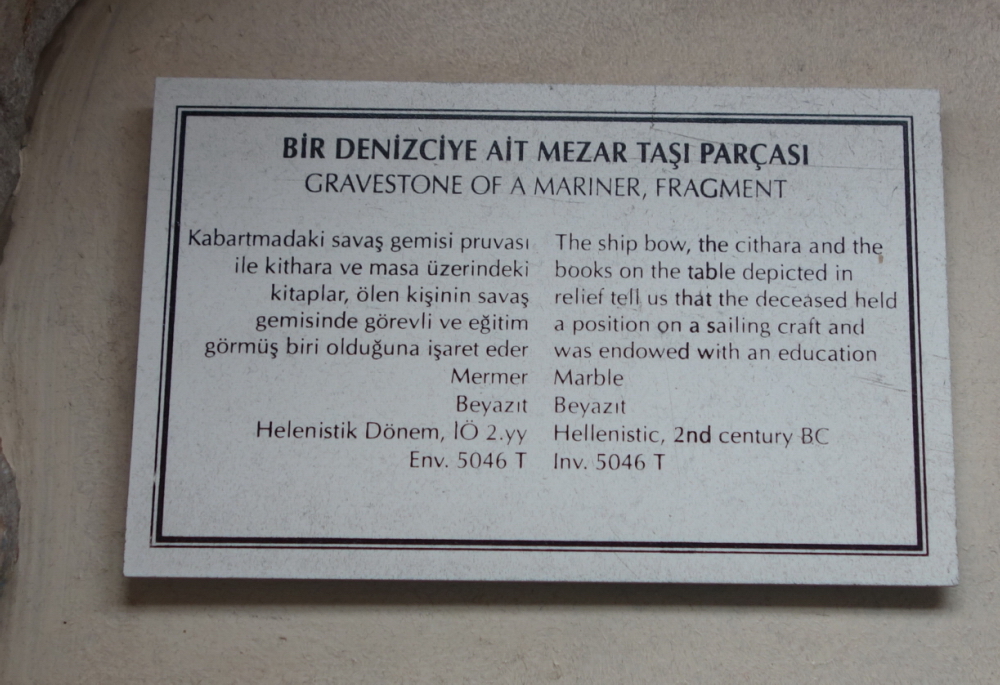 BİR DENİZCİYE AİT MEZAR TAŞI PARÇASI
GRAVESTONE OF A MARINER, FRAGMENT
Kabartmadaki savaş gemisi pruvası
ile kithara ve masa üzerindeki
kitaplar, ölen kişinin savaş
gemisinde görevli ve eğitim
görmüş biri olduğuna işaret eder
Mermer
Beyazıt
Helenistik Dönem, İÖ 2.yy
Env. 5046 T
The ship bow, the cithara and the
books on the table depicted in
relief tell us that the deceased held
a position on a sailing craft and
was endowed with an education
Marble
Beyazıt
Hellenistic, 2nd century BC
Inv. 5046 T